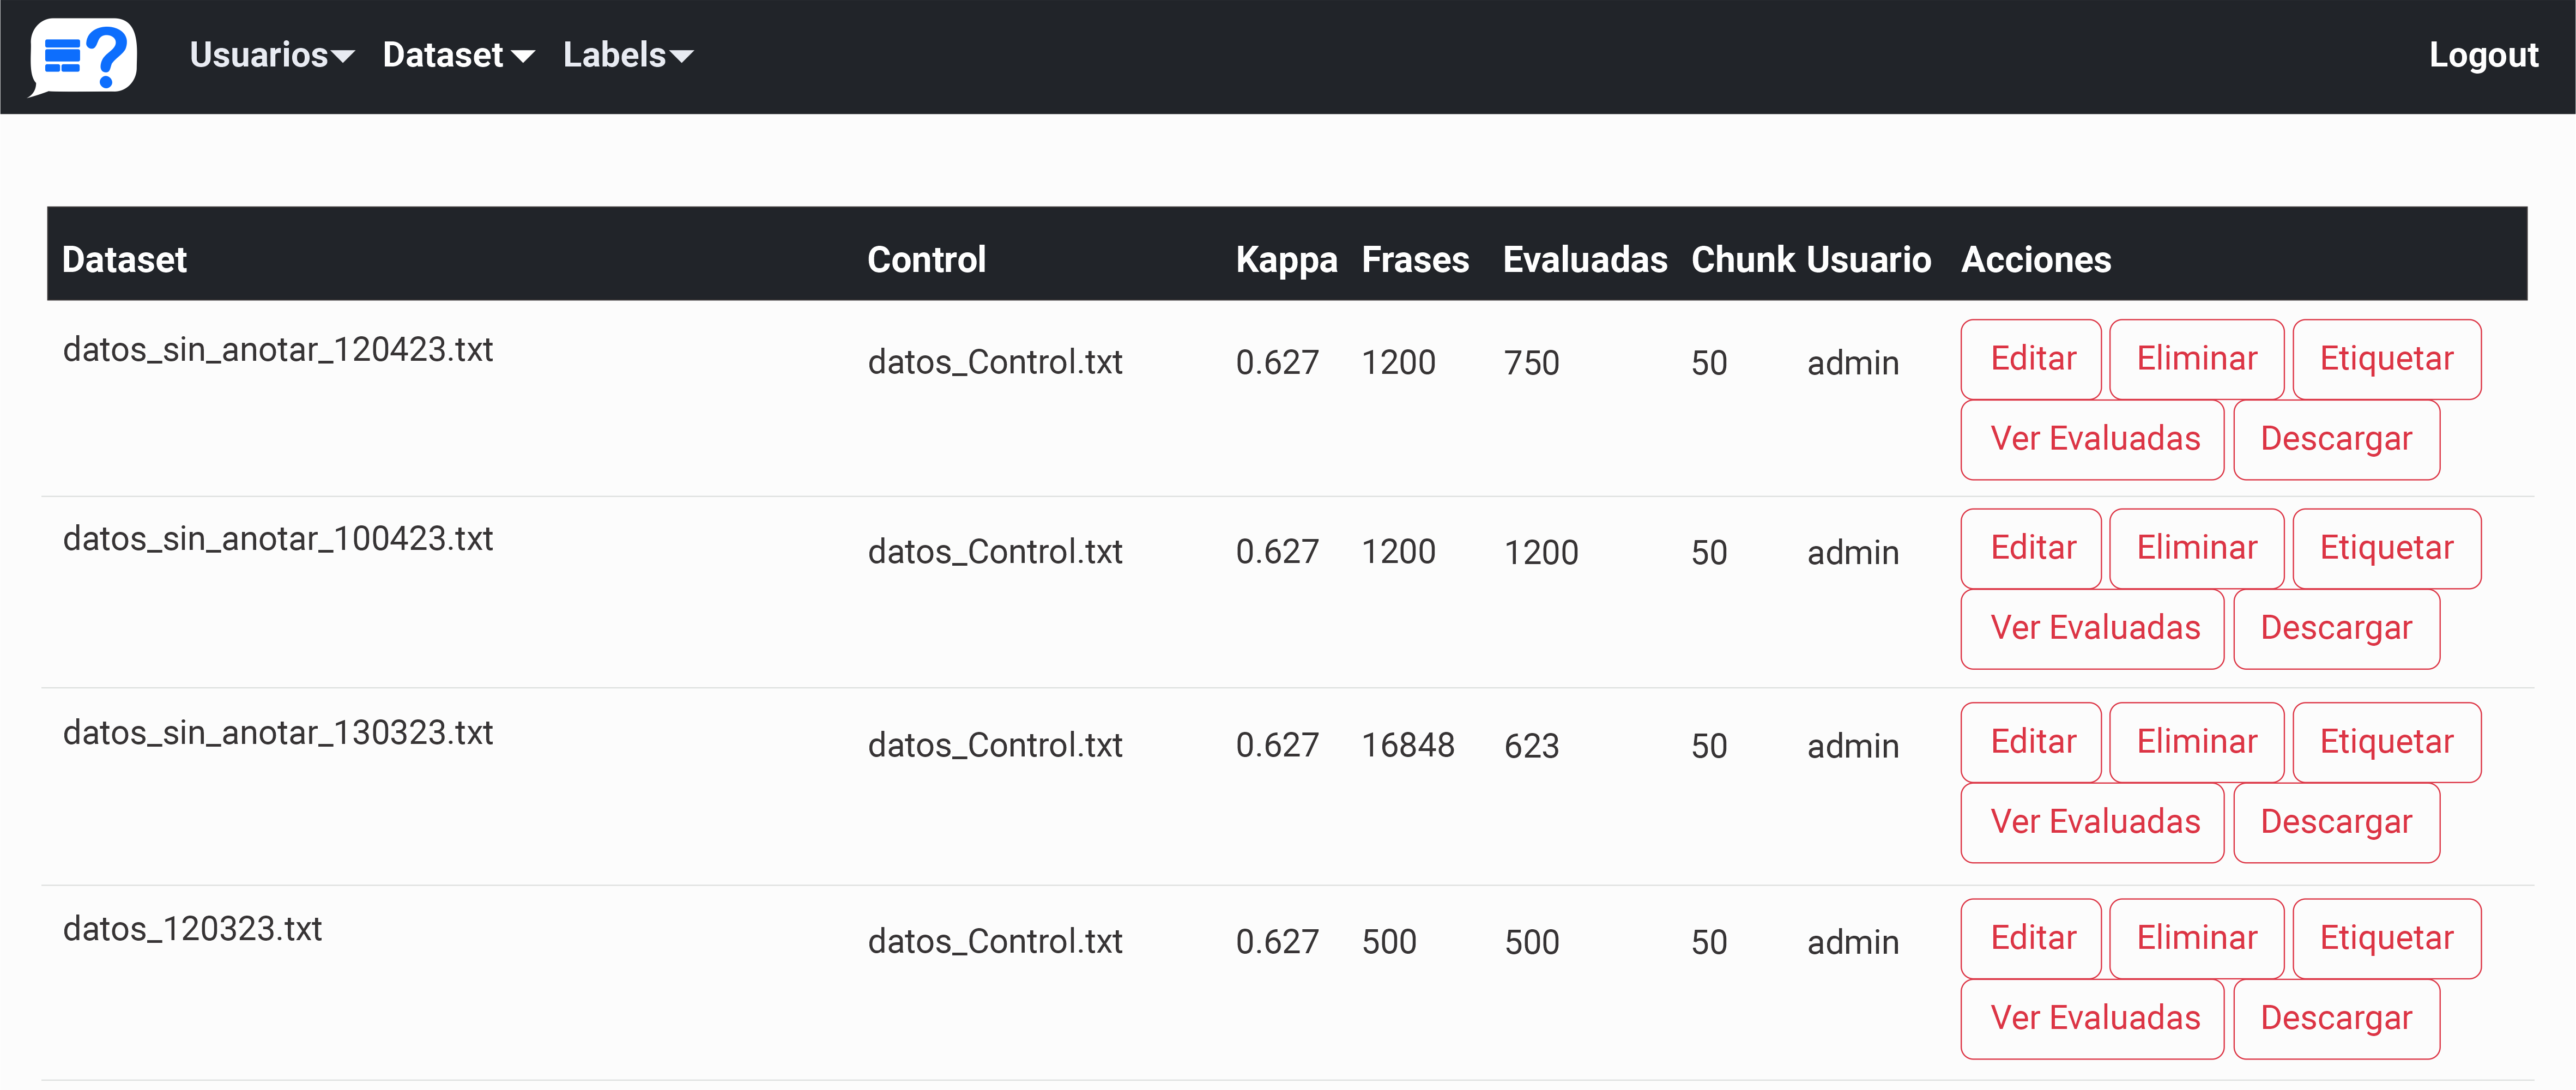 Usuarios Dataset Labels Logout
Dataset Control Kappa Frases Evaluadas Chunk Usuario Acciones
datos_sin_anotar_120423.txt datos_Control.txt 0.627 1200 750 50 admin Editar Eliminar Etiquetar
Ver Evaluadas Descargar
datos_sin_anotar_100423.txt datos_Control.txt 0.627 1200 1200 50 admin Editar Eliminar Etiquetar
Ver Evaluadas Descargar
datos_sin_anotar_130323.txt datos_Control.txt 0.627 16848 623 50 admin Editar Eliminar Etiquetar
Ver Evaluadas Descargar
datos_120323.txt datos_Control.txt 0.627 500 500 50 admin Editar Eliminar Etiquetar
Ver Evaluadas Descargar